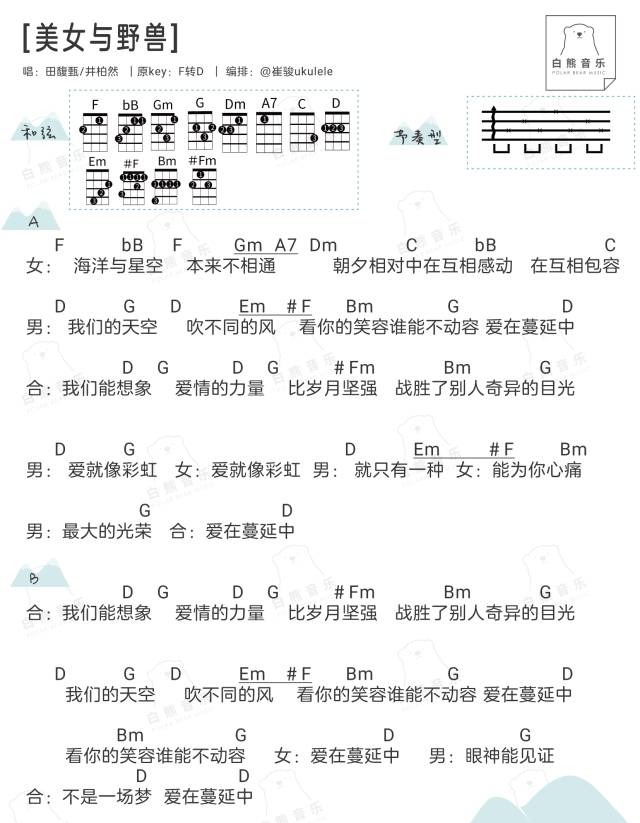 [美女与野兽]
唱：田馥甄/井柏然 | 原key：F转D | 编排：@崔骏ukulele
白熊音乐
POLAR BEAR MUSIC
和弦
F bB Gm G Dm A7 C D
Em #F Bm #Fm
节奏型
A
F bB F Gm A7 Dm C bB C
女： 海洋与星空 本来不相通 朝夕相对中在互相感动 在互相包容
D G D Em #F Bm G D
男： 我们的天空 吹不同的风 看你的笑容谁能不动容 爱在蔓延中
D G D G #Fm Bm G
合：我们能想象 爱情的力量 比岁月坚强 战胜了别人奇异的目光
D G D Em #F Bm
男： 爱就像彩虹 女：爱就像彩虹 男： 就只有一种 女：能为你心痛
G D
男：最大的光荣 合：爱在蔓延中
B
D G D G #Fm Bm G
合：我们能想象 爱情的力量 比岁月坚强 战胜了别人奇异的目光
D G D Em #F Bm G D
我们的天空 吹不同的风 看你的笑容谁能不动容 爱在蔓延中
Bm G D G
看你的笑容谁能不动容 女：爱在蔓延中 男：眼神能见证
D D
合：不是一场梦 爱在蔓延中